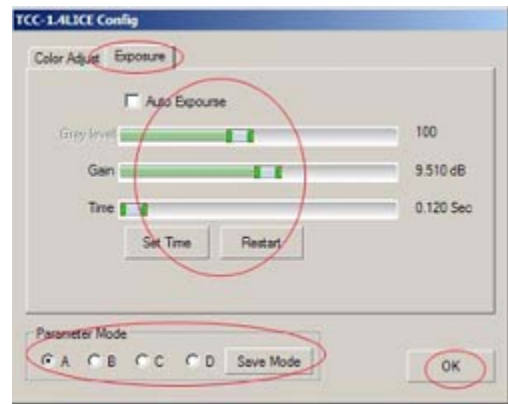 TCC-1.4LICE Config
Color Adjust Exposure
Auto Expourse
Grey level 100
Gain 9.510 dB
Time 0.120 Sec
Set Time Restart
Parameter Mode
A B C D Save Mode
OK